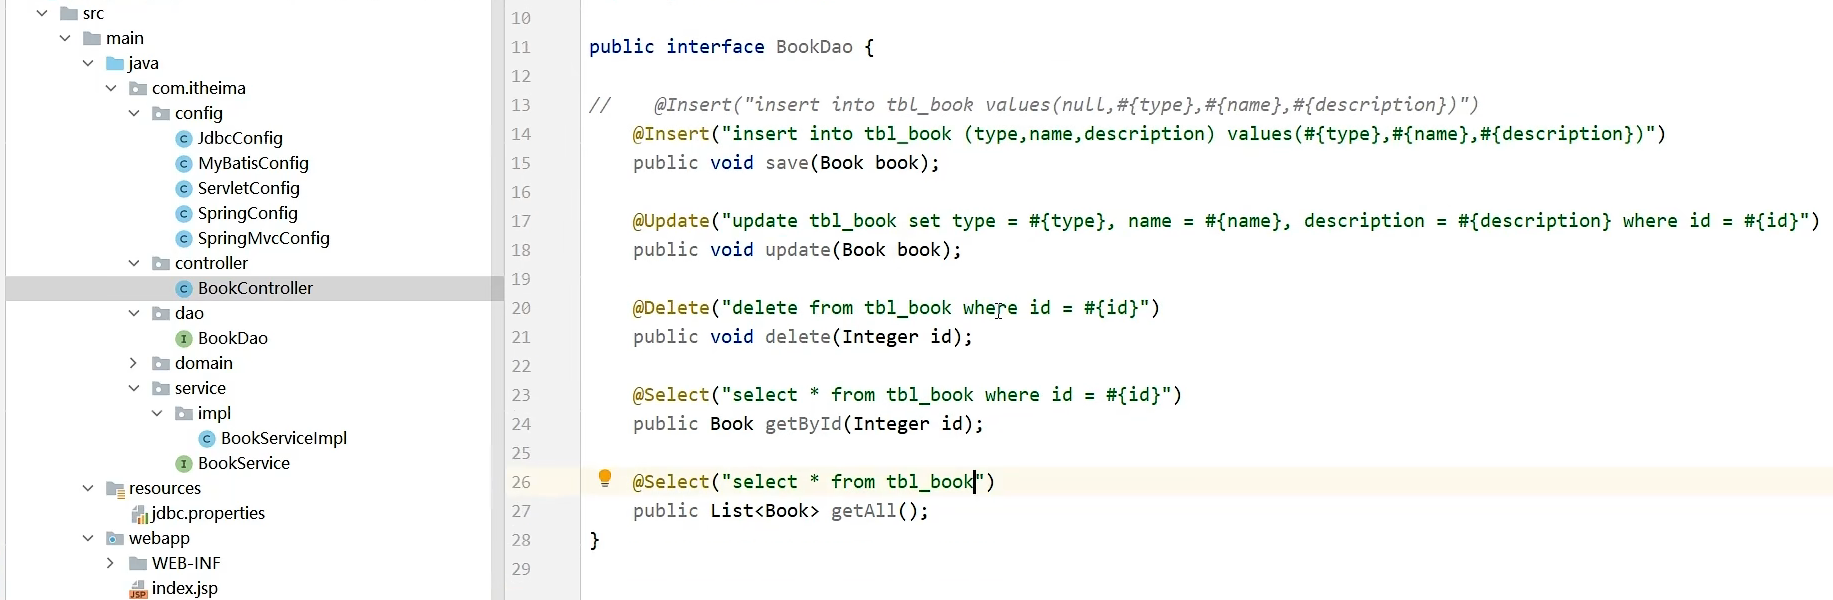 src
main
java
com.itheima
config
JdbcConfig
MyBatisConfig
ServletConfig
SpringConfig
SpringMvcConfig
controller
BookController
dao
BookDao
domain
service
impl
BookServiceImpl
BookService
resources
jdbc.properties
webapp
WEB-INF
index.jsp
10
11 public interface BookDao {
12
13 //    @Insert("insert into tbl_book values(null,#{type},#{name},#{description})")
14     @Insert("insert into tbl_book (type,name,description) values(#{type},#{name},#{description})")
15     public void save(Book book);
16
17     @Update("update tbl_book set type = #{type}, name = #{name}, description = #{description} where id = #{id}")
18     public void update(Book book);
19
20     @Delete("delete from tbl_book where id = #{id}")
21     public void delete(Integer id);
22
23     @Select("select * from tbl_book where id = #{id}")
24     public Book getById(Integer id);
25
26     @Select("select * from tbl_book")
27     public List<Book> getAll();
28 }
29